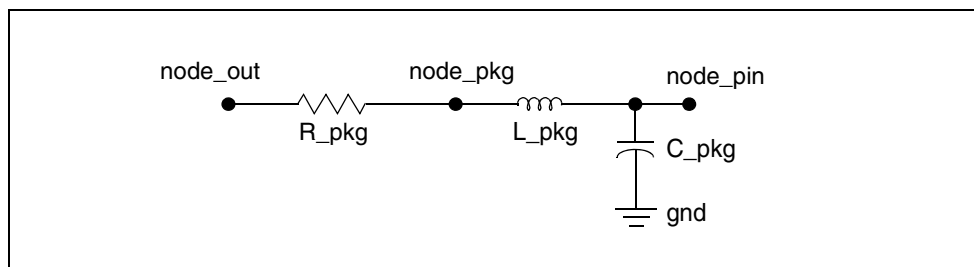 node_out
node_pkg
node_pin
R_pkg
L_pkg
C_pkg
gnd